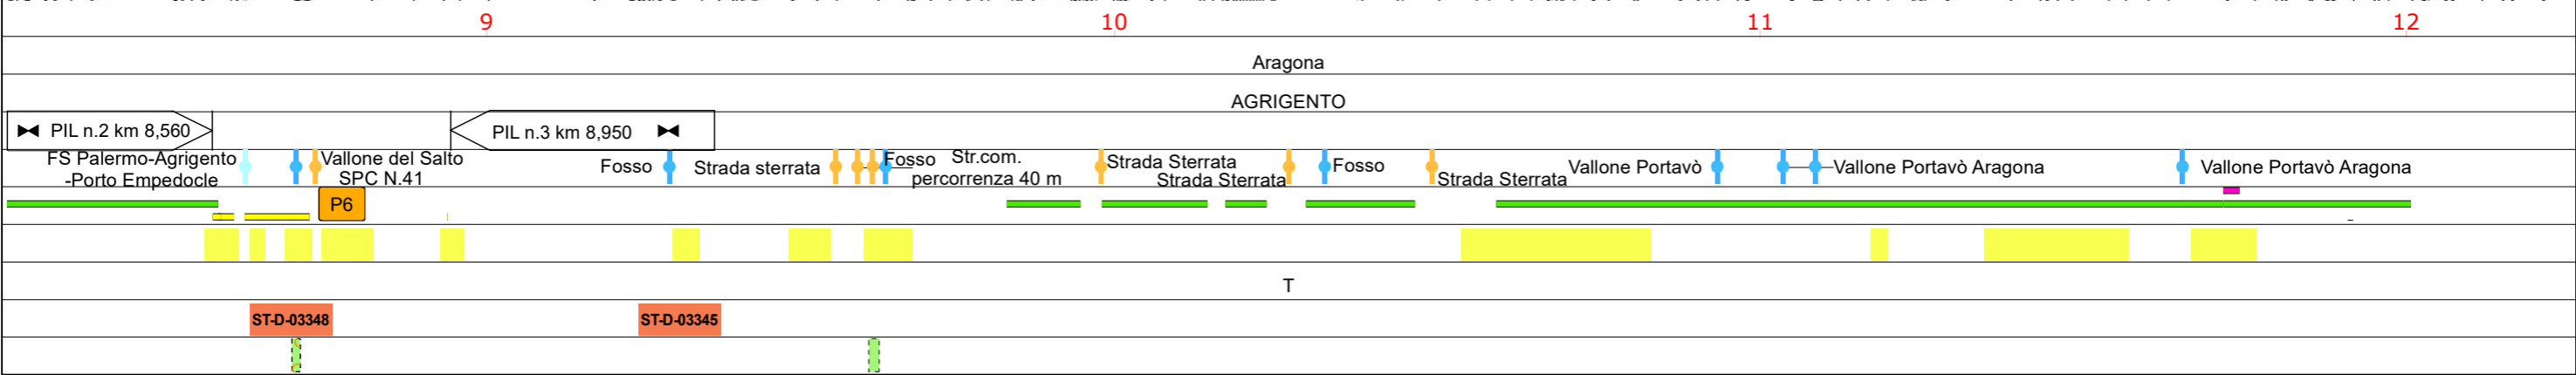 9 10 11 12
Aragona
AGRIGENTO
PIL n.2 km 8,560
PIL n.3 km 8,950
FS Palermo-Agrigento
-Porto Empedocle
Vallone del Salto
SPC N.41
Fosso
Strada sterrata
Fosso
Str.com.
percorrenza 40 m
Strada Sterrata
Strada Sterrata
Fosso
Strada Sterrata
Vallone Portavò
Vallone Portavò Aragona
Vallone Portavò Aragona
P6
T
ST-D-03348
ST-D-03345